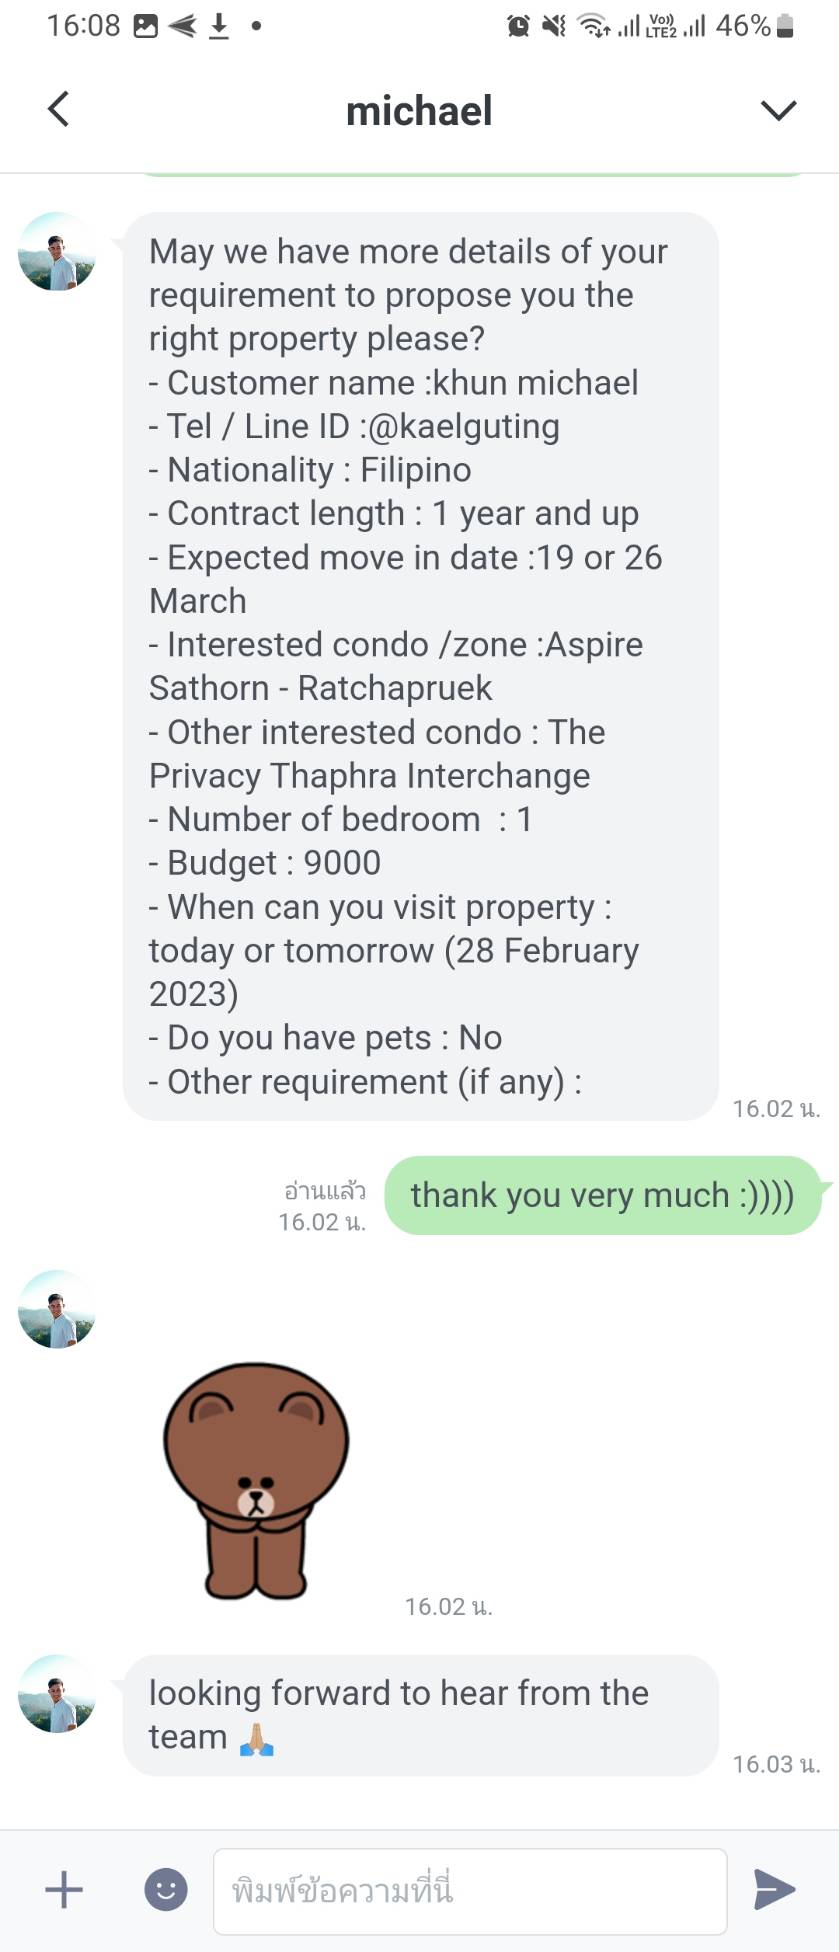 16:08
Vo))
LTE2
46%
michael
May we have more details of your
requirement to propose you the
right property please?
- Customer name :khun michael
- Tel / Line ID :@kaelguting
- Nationality : Filipino
- Contract length : 1 year and up
- Expected move in date :19 or 26
March
- Interested condo /zone :Aspire
Sathorn - Ratchapruek
- Other interested condo : The
Privacy Thaphra Interchange
- Number of bedroom  : 1
- Budget : 9000
- When can you visit property :
today or tomorrow (28 February
2023)
- Do you have pets : No
- Other requirement (if any) :
16.02 น.
อ่านแล้ว
16.02 น.
thank you very much :))))
16.02 น.
looking forward to hear from the
team 🙏🏼
16.03 น.
พิมพ์ข้อความที่นี่